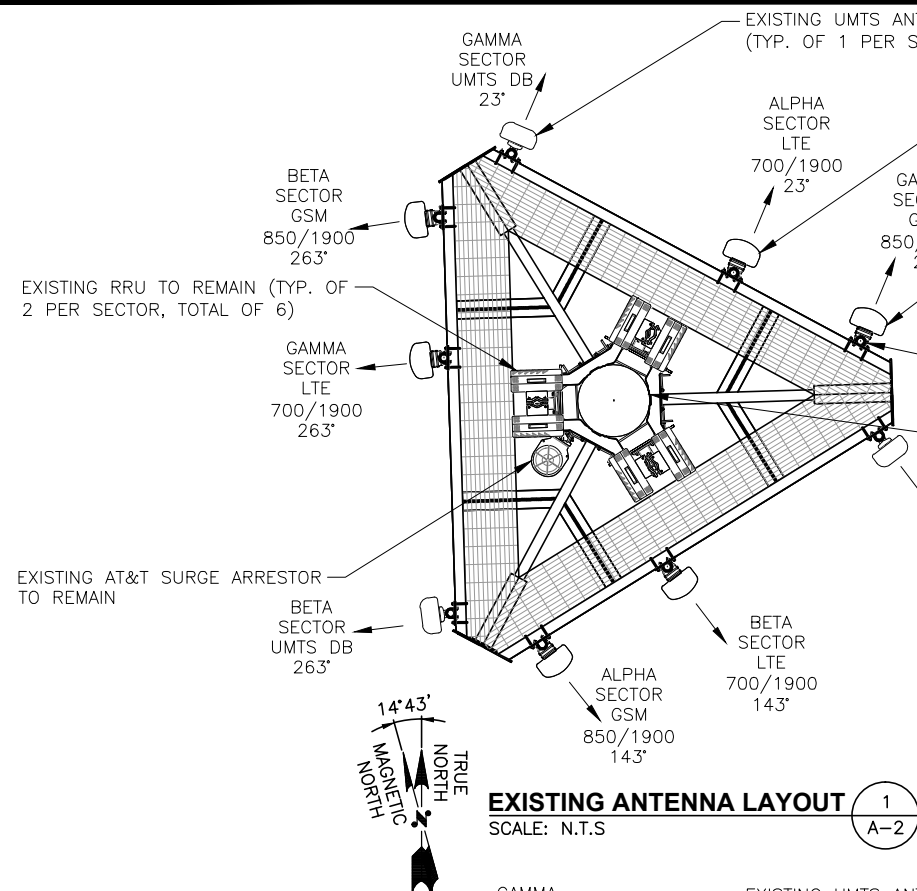 EXISTING UMTS
(TYP. OF 1 PER
GAMMA
SECTOR
UMTS DB
23°
ALPHA
SECTOR
LTE
700/1900
23°
BETA
SECTOR
GSM
850/1900
263°
EXISTING RRU TO REMAIN (TYP. OF
2 PER SECTOR, TOTAL OF 6)
GAMMA
SECTOR
LTE
700/1900
263°
EXISTING AT&T SURGE ARRESTOR
TO REMAIN
BETA
SECTOR
UMTS DB
263°
BETA
SECTOR
LTE
700/1900
143°
ALPHA
SECTOR
GSM
850/1900
143°
14°43'
TRUE
NORTH
MAGNETIC
NORTH
N
EXISTING ANTENNA LAYOUT
SCALE: N.T.S
1
A-2